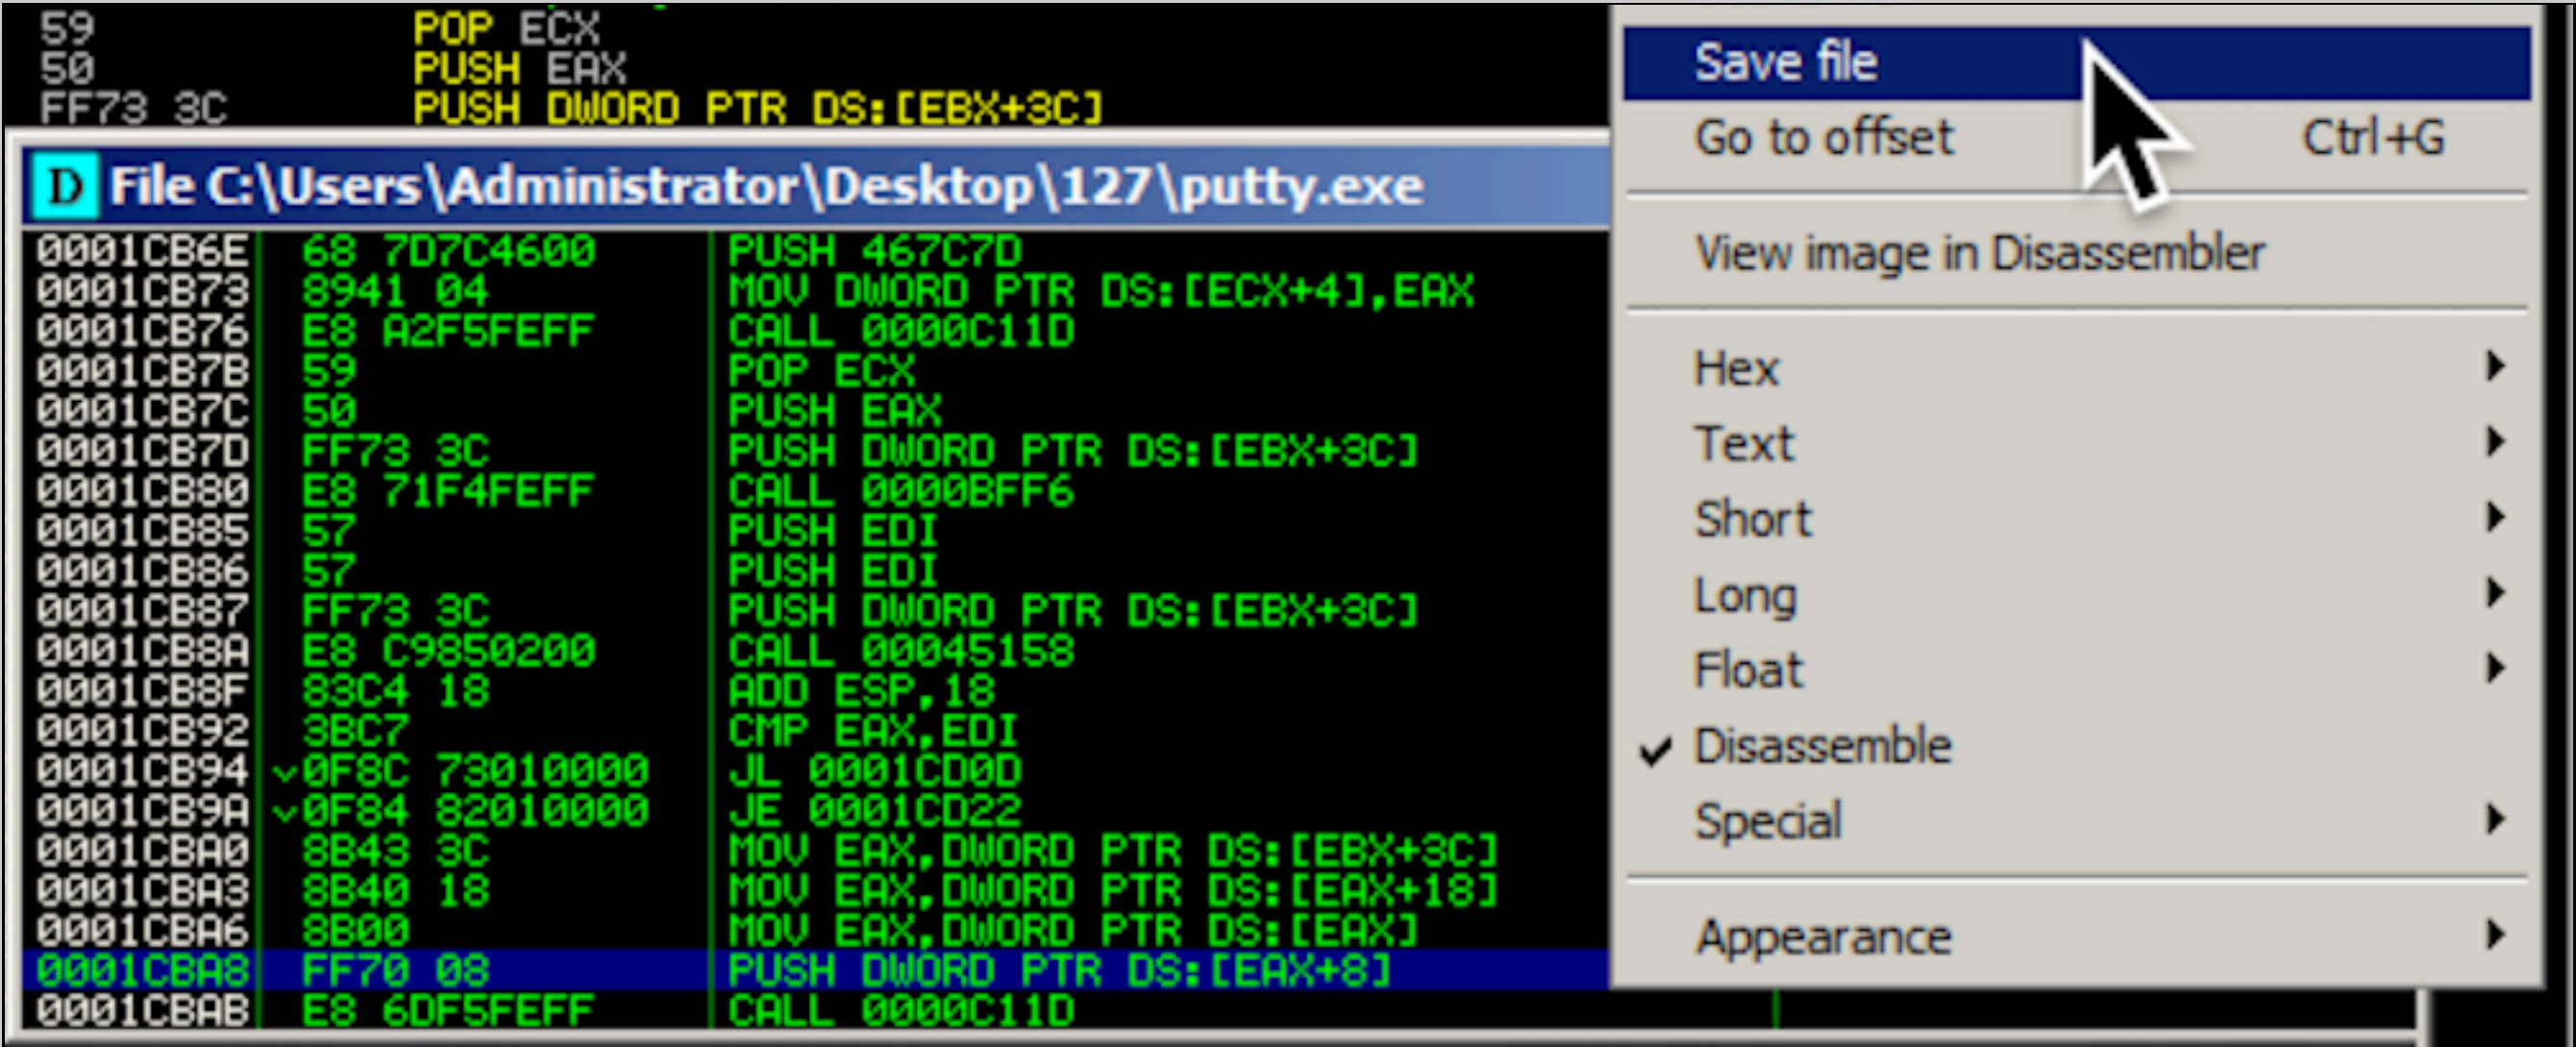 59 POP ECX
50 PUSH EAX
FF73 3C PUSH DWORD PTR DS:[EBX+3C]
D File C:\Users\Administrator\Desktop\127\putty.exe
0001CB6E 68 7D7C4600 PUSH 467C7D
0001CB73 8941 04 MOV DWORD PTR DS:[ECX+4],EAX
0001CB76 E8 A2F5FEFF CALL 0000C11D
0001CB7B 59 POP ECX
0001CB7C 50 PUSH EAX
0001CB7D FF73 3C PUSH DWORD PTR DS:[EBX+3C]
0001CB80 E8 71F4FEFF CALL 0000BFF6
0001CB85 57 PUSH EDI
0001CB86 57 PUSH EDI
0001CB87 FF73 3C PUSH DWORD PTR DS:[EBX+3C]
0001CB8A E8 C9850200 CALL 00045158
0001CB8F 83C4 18 ADD ESP,18
0001CB92 3BC7 CMP EAX,EDI
0001CB94 0F8C 73010000 JL 0001CD0D
0001CB9A 0F84 82010000 JE 0001CD22
0001CBA0 8B43 3C MOV EAX,DWORD PTR DS:[EBX+3C]
0001CBA3 8B40 18 MOV EAX,DWORD PTR DS:[EAX+18]
0001CBA6 8B00 MOV EAX,DWORD PTR DS:[EAX]
0001CBA8 FF70 08 PUSH DWORD PTR DS:[EAX+8]
0001CBAB E8 6DF5FEFF CALL 0000C11D
Save file
Go to offset Ctrl+G
View image in Disassembler
Hex
Text
Short
Long
Float
Disassemble
Special
Appearance